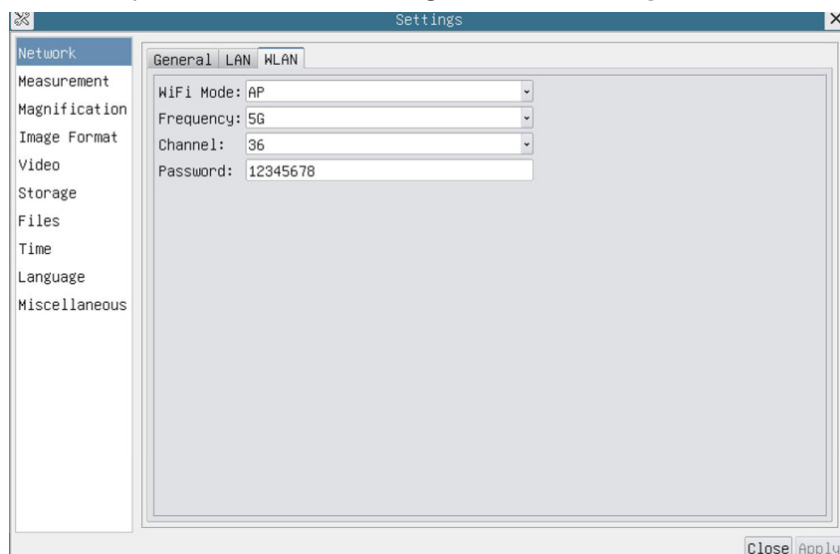 Settings
Network
Measurement
Magnification
Image Format
Video
Storage
Files
Time
Language
Miscellaneous
General LAN WLAN
WiFi Mode: AP
Frequency: 5G
Channel: 36
Password: 12345678
Close Apply